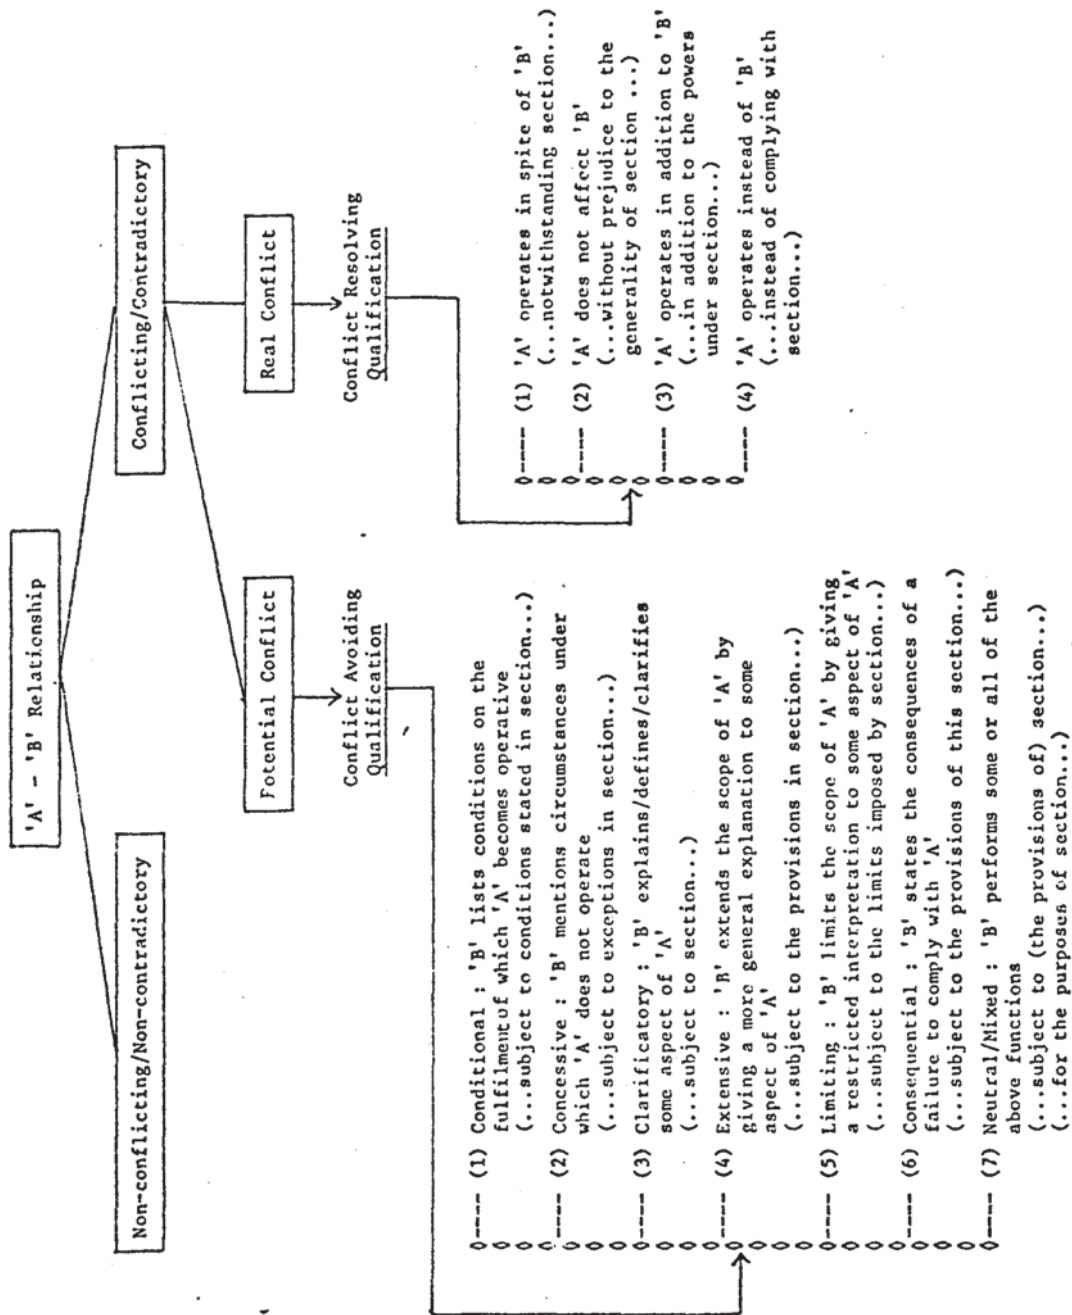 'A' - 'B' Relationship
Non-conflicting/Non-contradictory
Conflicting/Contradictory
Potential Conflict
Real Conflict
Conflict Avoiding
Qualification
Conflict Resolving
Qualification
(1) Conditional : 'B' lists conditions on the
fulfilmentuf which 'A' becomes operative
(...subject to conditions stated in section...)
(2) Concessive : 'B' mentions circumstances under
which 'A' does not operate
(...subject to exceptions in section...)
(3) Clarificatory : 'B' explains/defines/clarifies
some aspect of 'A'
(...subject to section...)
(4) Extensive : 'B' extends the scope of 'A' by
giving a more general explanation to some
aspect of 'A'
(...subject to the provisions in section...)
(5) Limiting : 'B' limits the scope of 'A' by giving
a restricted interpretation to some aspect of 'A'
(...subject to the limits imposed by section...)
(6) Consequential : 'B' states the consequences of a
failure to comply with 'A'
(...subject to the provisions of this section...)
(7) Neutral/Mixed : 'B' performs some or all of the
above functions
(...subject to (the provisions of) section...)
(...for the purposes of section...)
(1) 'A' operates in spite of 'B'
(...notwithstanding section...)
(2) 'A' does not affect 'B'
(...without prejudice to the
generality of section ...)
(3) 'A' operates in addition to 'B'
(...in addition to the powers
under section...)
(4) 'A' operates instead of 'B'
(...instead of complying with
section...)